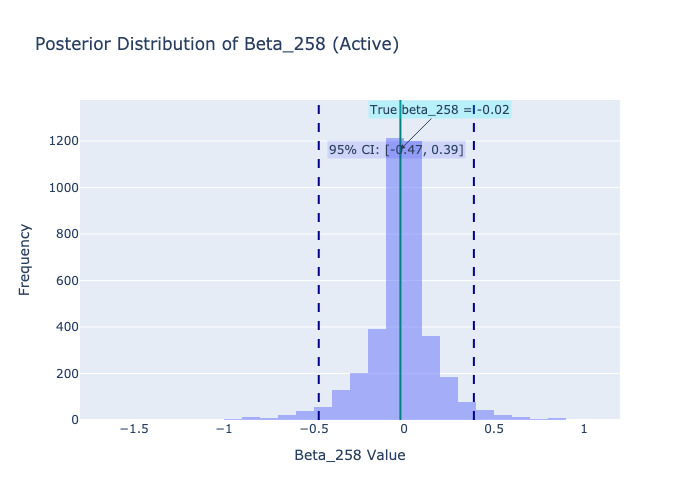 Posterior Distribution of Beta_258 (Active)
True beta_258 = -0.02
95% CI: [-0.47, 0.39]
1200
1000
800
600
400
200
0
Frequency
−1.5
−1
−0.5
0
0.5
1
Beta_258 Value